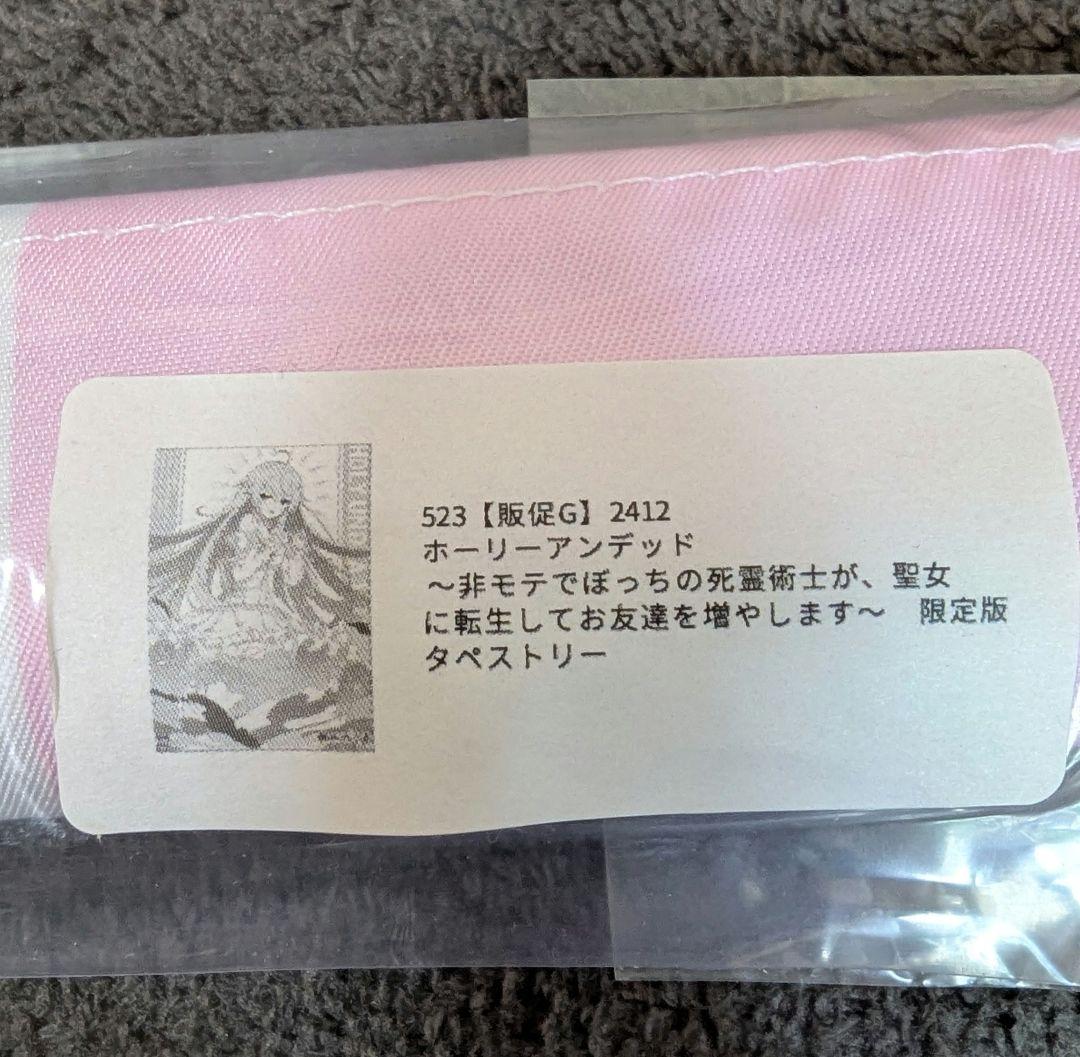 523【販促G】2412
ホーリーアンデッド
～非モテでぼっちの死霊術士が、聖女
に転生してお友達を増やします～　限定版
タペストリー